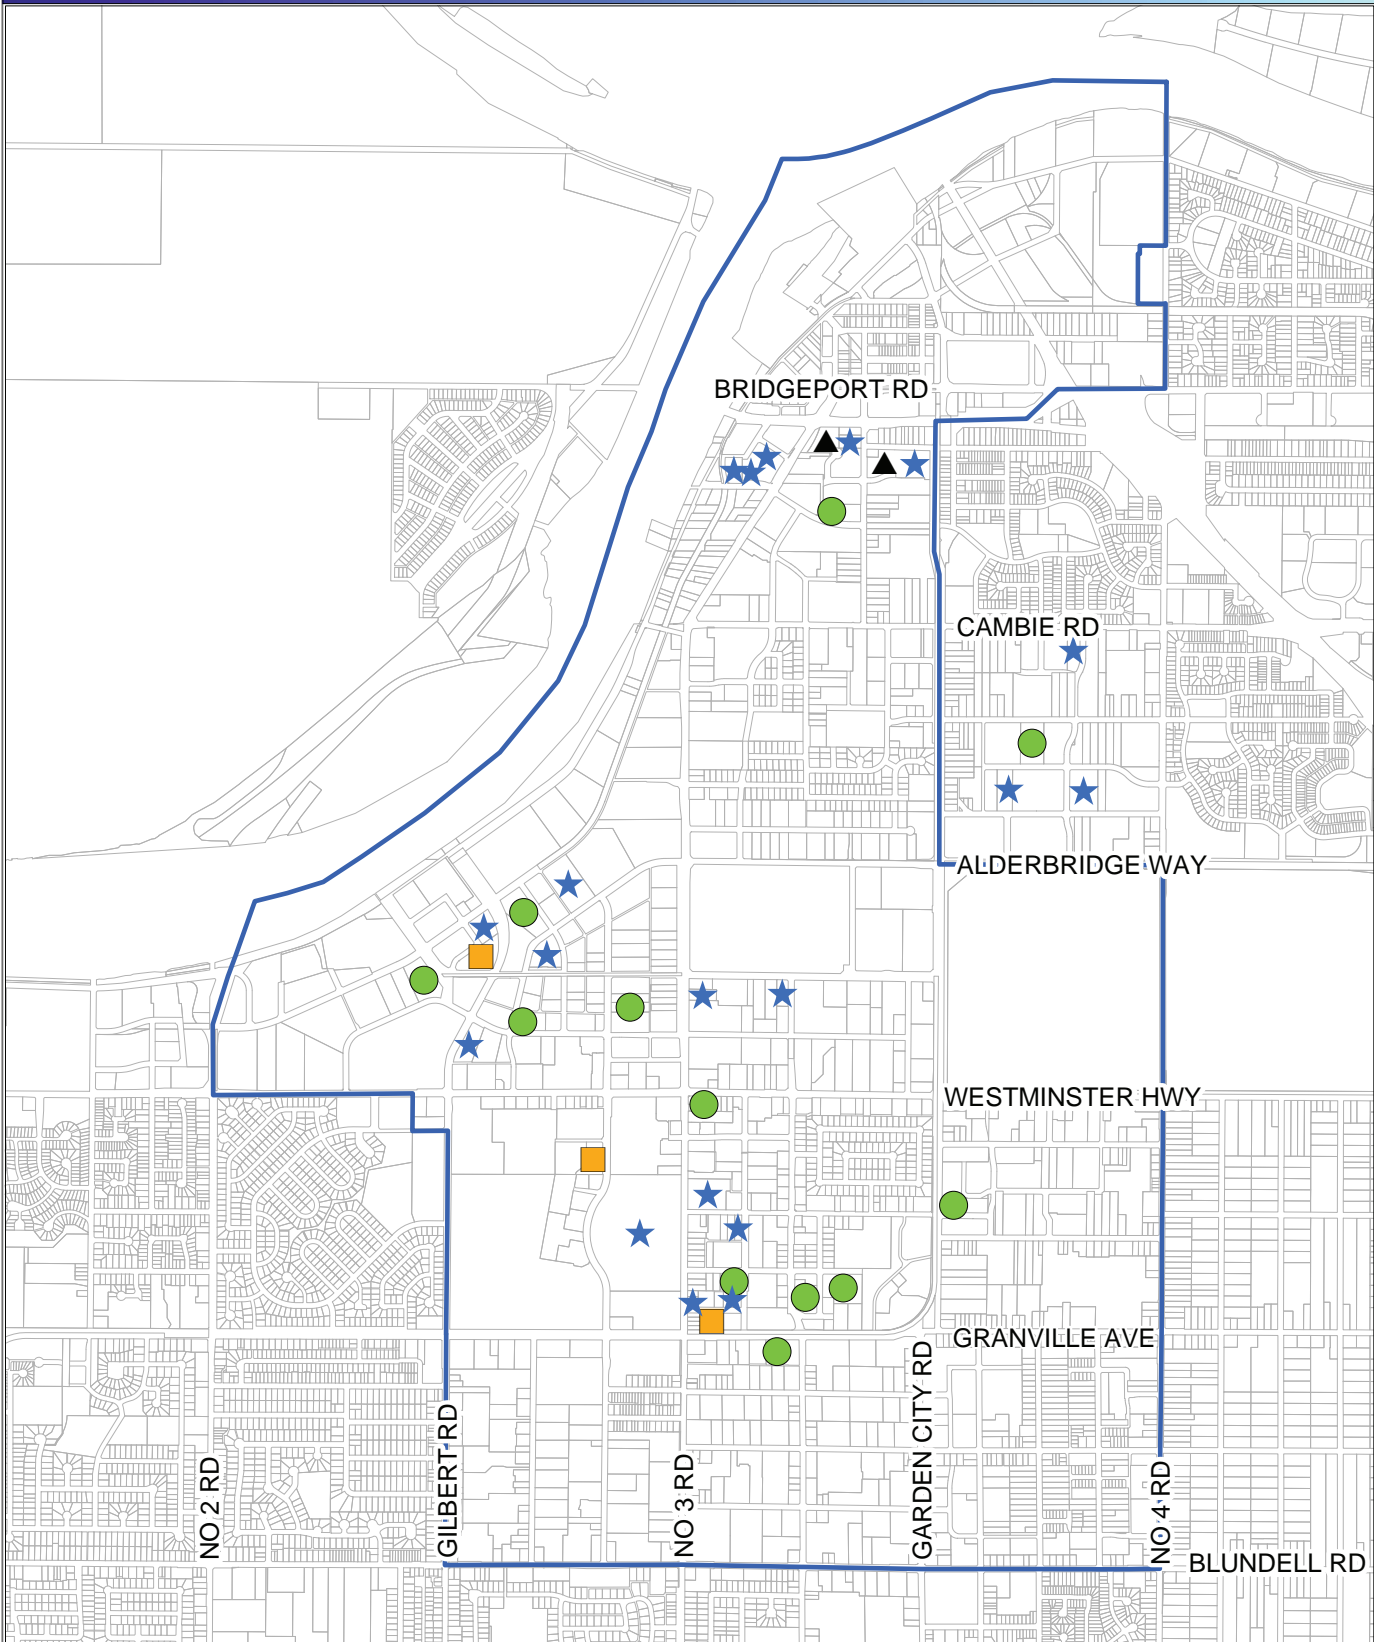 BRIDGEPORT RD
CAMBIE RD
ALDERBRIDGE WAY
WESTMINSTER HWY
GRANVILLE AVE
NO 2 RD
GILBERT RD
NO 3 RD
GARDEN CITY RD
NO 4 RD
BLUNDELL RD